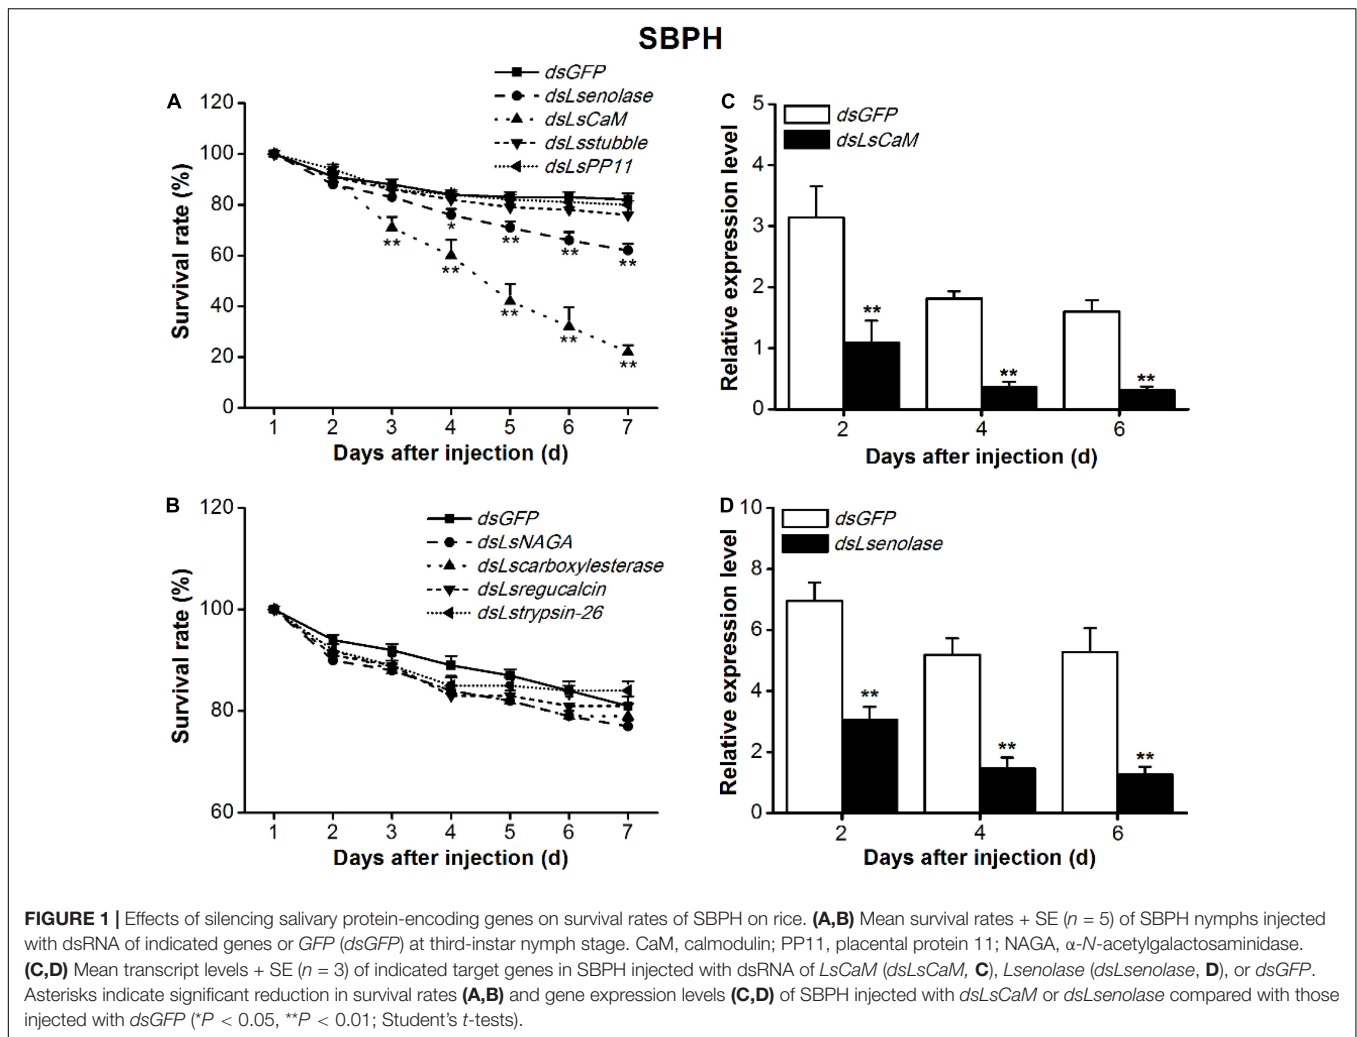 SBPH
A
dsGFP
dsLsenolase
dsLsCaM
dsLsstubble
dsLsPP11
Survival rate (%)
120
100
80
60
40
20
0
*
**
**
**
**
**
**
**
**
1 2 3 4 5 6 7
Days after injection (d)
C
dsGFP
dsLsCaM
Relative expression level
5
4
3
2
1
0
**
**
**
2 4 6
Days after injection (d)
B
dsGFP
dsLsNAGA
dsLscarboxylesterase
dsLsregucalcin
dsLstrypsin-26
Survival rate (%)
120
100
80
60
1 2 3 4 5 6 7
Days after injection (d)
D
dsGFP
dsLsenolase
Relative expression level
10
8
6
4
2
0
**
**
**
2 4 6
Days after injection (d)
FIGURE 1 | Effects of silencing salivary protein-encoding genes on survival rates of SBPH on rice. (A,B) Mean survival rates + SE (n = 5) of SBPH nymphs injected
with dsRNA of indicated genes or GFP (dsGFP) at third-instar nymph stage. CaM, calmodulin; PP11, placental protein 11; NAGA, α-N-acetylgalactosaminidase.
(C,D) Mean transcript levels + SE (n = 3) of indicated target genes in SBPH injected with dsRNA of LsCaM (dsLsCaM, C), Lsenolase (dsLsenolase, D), or dsGFP.
Asterisks indicate significant reduction in survival rates (A,B) and gene expression levels (C,D) of SBPH injected with dsLsCaM or dsLsenolase compared with those
injected with dsGFP (*P < 0.05, **P < 0.01; Student's t-tests).